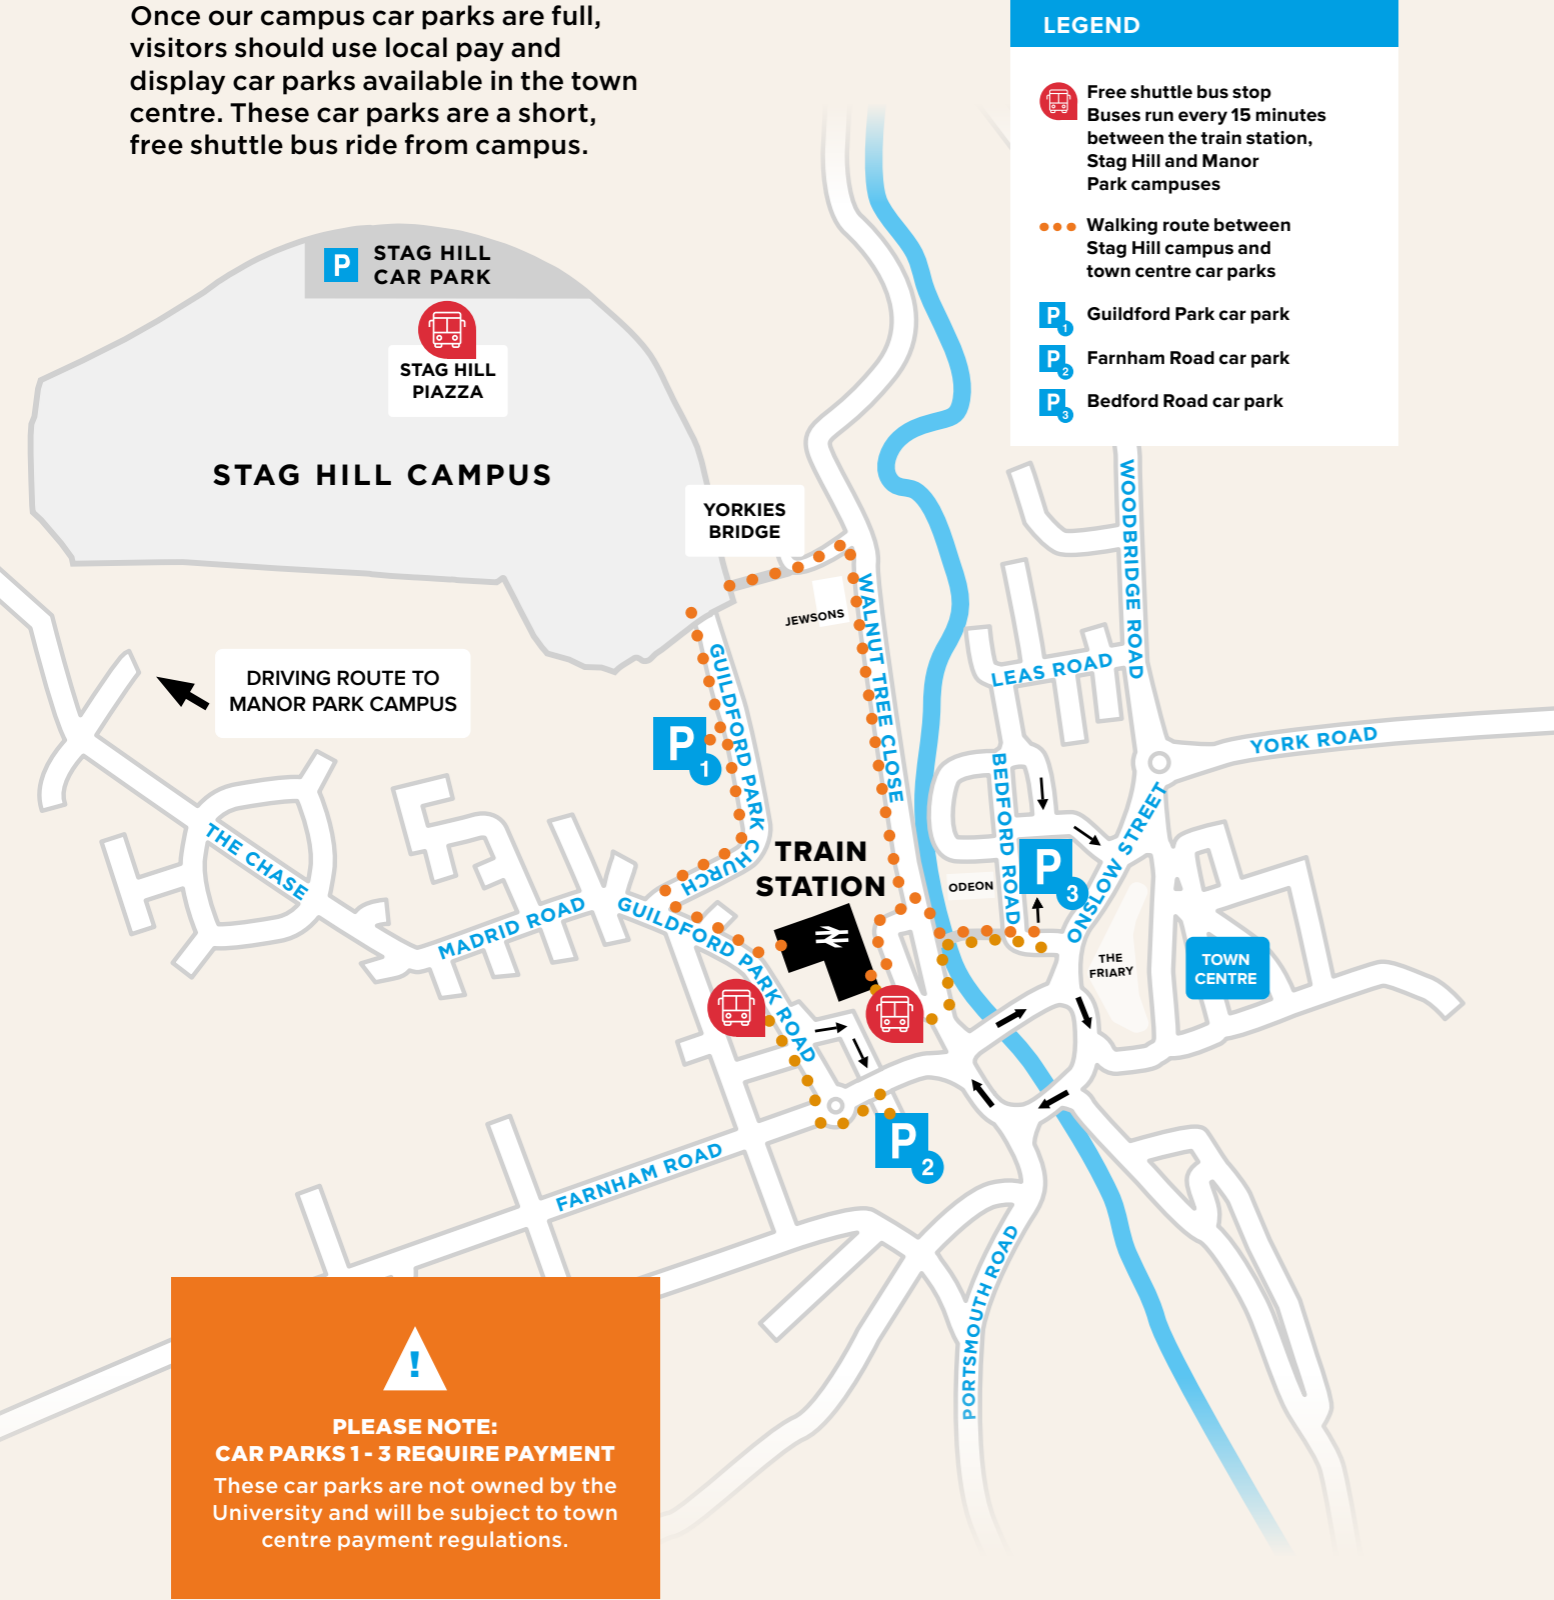 Once our campus car parks are full,
visitors should use local pay and
display car parks available in the town
centre. These car parks are a short,
free shuttle bus ride from campus.
LEGEND
Free shuttle bus stop
Buses run every 15 minutes
between the train station,
Stag Hill and Manor
Park campuses
Walking route between
Stag Hill campus and
town centre car parks
P1 Guildford Park car park
P2 Farnham Road car park
P3 Bedford Road car park
P STAG HILL
CAR PARK
STAG HILL
PIAZZA
STAG HILL CAMPUS
YORKIES
BRIDGE
WOODBRIDGE ROAD
JEWSONS
WALNUT TREE CLOSE
DRIVING ROUTE TO
MANOR PARK CAMPUS
GUILDFORD PARK
CHURCH
P1
LEAS ROAD
YORK ROAD
BEDFORD ROAD
ONSLOW STREET
THE CHASE
TRAIN
STATION
ODEON
P3
MADRID ROAD
GUILDFORD PARK ROAD
THE
FRIARY
TOWN
CENTRE
P2
FARNHAM ROAD
PORTSMOUTH ROAD
!
PLEASE NOTE:
CAR PARKS 1 - 3 REQUIRE PAYMENT
These car parks are not owned by the
University and will be subject to town
centre payment regulations.